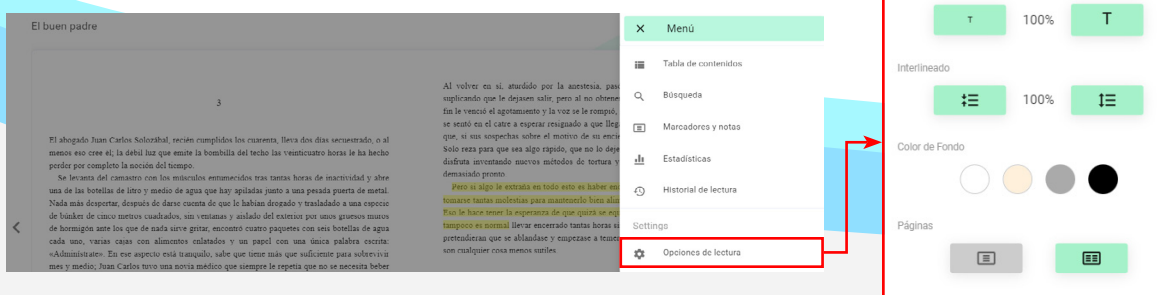 El buen padre
3
El abogado Juan Carlos Solozábal, recién cumplidos los cuarenta, lleva dos días secuestrado, o al
menos eso cree él; la débil luz que emite la bombilla del techo las veinticuatro horas le ha hecho
perder por completo la noción del tiempo.
Se levanta del camastro con los músculos entumecidos tras tantas horas de inactividad y abre
una de las botellas de litro y medio de agua que hay apiladas junto a una pesada puerta de metal.
Nada más despertar, después de darse cuenta de que lo habían drogado y trasladado a una especie
de búnker de cinco metros cuadrados, sin ventanas y aislado del exterior por unos gruesos muros
de hormigón ante los que de nada sirve gritar, encontró cuatro paquetes con seis botellas de agua
cada uno, varias cajas con alimentos enlatados y un papel con una única palabra escrita:
«Adminístrate». En ese aspecto está tranquilo, sabe que tiene más que suficiente para sobrevivir
mes y medio; Juan Carlos tuvo una novia médico que siempre le repetía que no se necesita beber
Al volver en sí, aturdido por la anestesia, pas
suplicando que le dejasen salir, pero al no obtene
fin le venció el agotamiento y la voz se le rompió,
se sentó en el catre a esperar resignado a que lleg
que, si sus sospechas sobre el motivo de su encie
Solo reza para que sea algo rápido, que no lo deje
disfruta inventando nuevos métodos de tortura y
demasiado pronto.
Pero si algo le extraña en todo esto es haber en
tomarse tantas molestias para mantenerlo bien alim
Eso le hace tener la esperanza de que quizá se equ
tampoco es normal llevar encerrado tantas horas si
pretendieran que se ablandase y empezase a teme
son cualquier cosa menos sutiles.
Menú
Tabla de contenidos
Búsqueda
Marcadores y notas
Estadísticas
Historial de lectura
Settings
Opciones de lectura
T 100% T
Interlineado
100%
Color de Fondo
Páginas